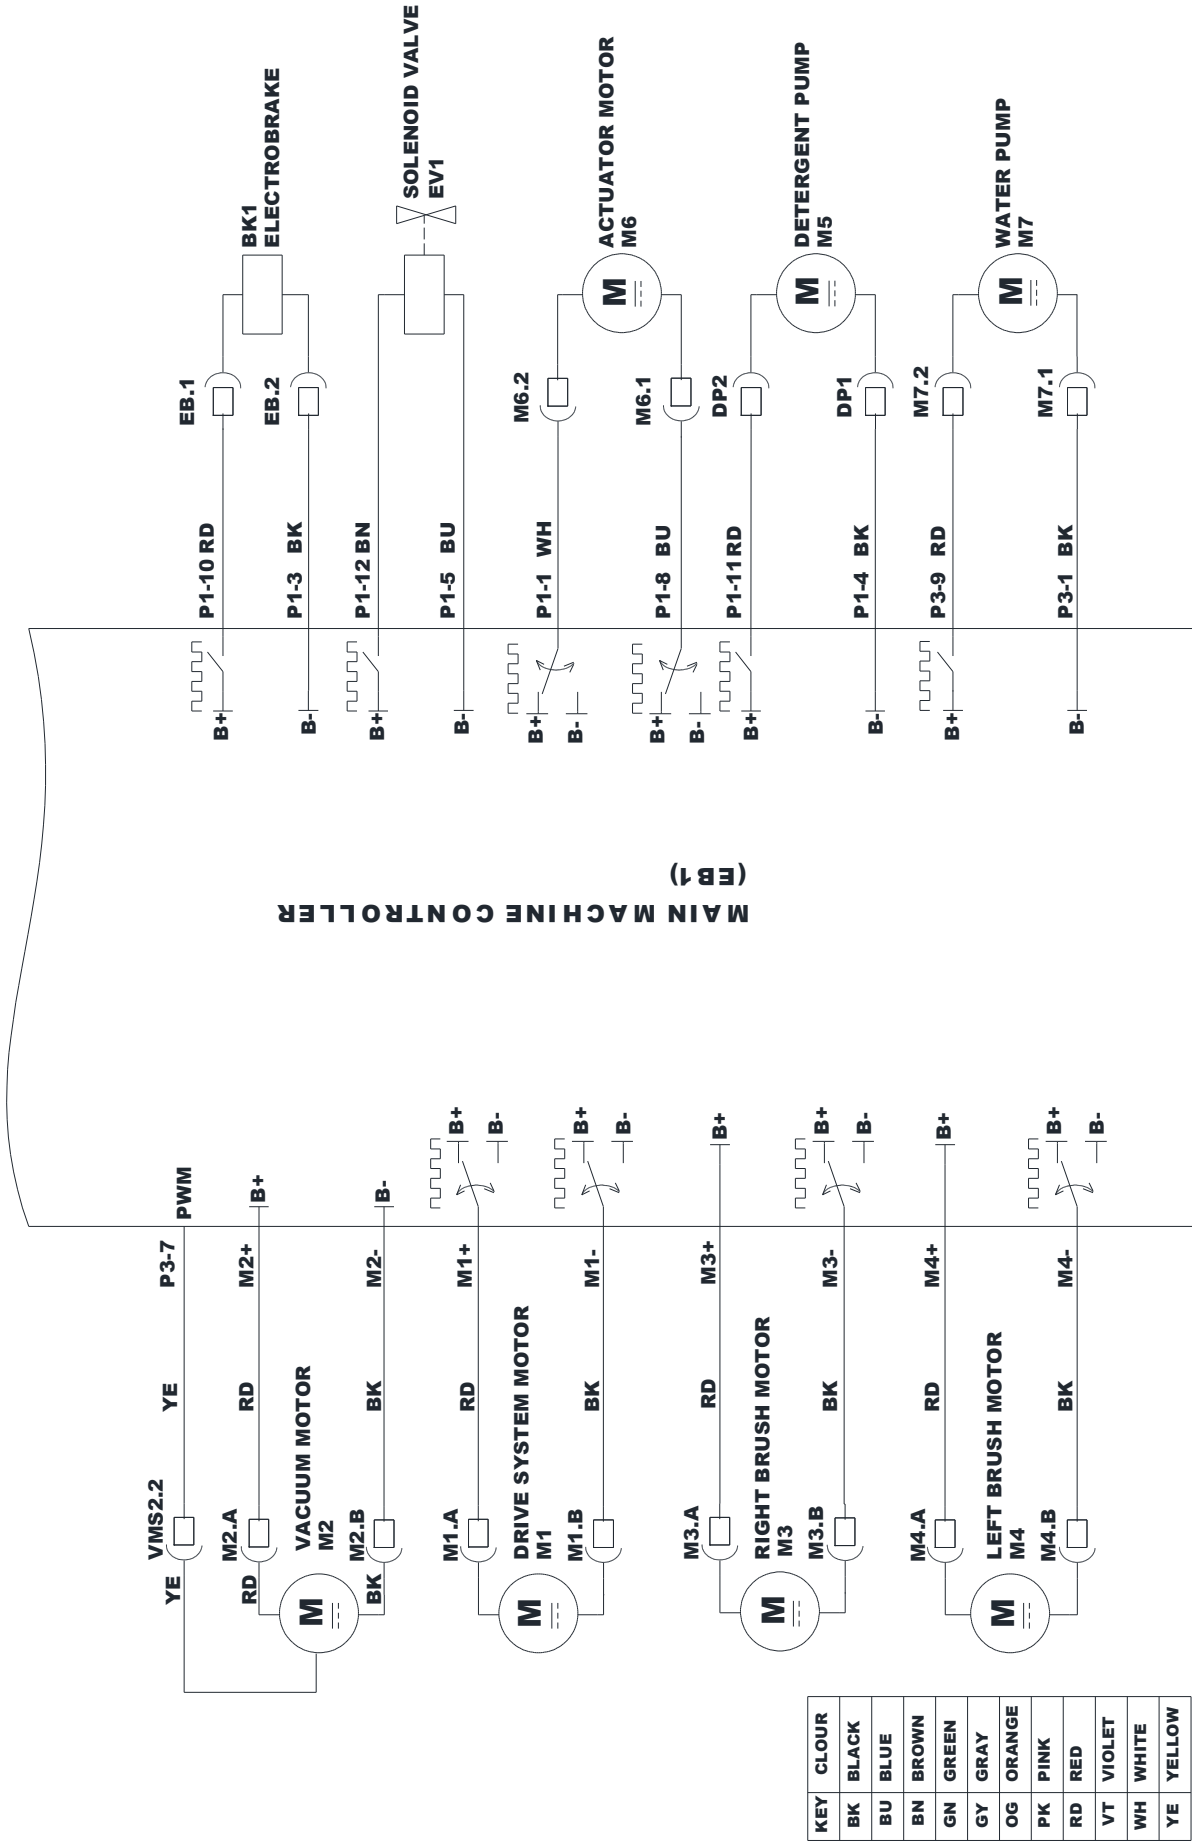 BK1
ELECTROBRAKE
EB.1
EB.2
P1-10 RD
P1-3 BK
B+
B-
SOLENOID VALVE
EV1
P1-12 BN
P1-5 BU
B+
B-
ACTUATOR MOTOR
M6
M
M6.2
M6.1
P1-1 WH
P1-8 BU
B+
B-
B+
B-
DETERGENT PUMP
M5
M
DP2
DP1
P1-11 RD
P1-4 BK
B+
B-
WATER PUMP
M7
M
M7.2
M7.1
P3-9 RD
P3-1 BK
B+
B-
MAIN MACHINE CONTROLLER
(EB1)
PWM
P3-7
YE
VMS2.2
YE
B+
M2+
RD
M2.A
RD
VACUUM MOTOR
M2
M
B-
M2-
BK
M2.B
BK
B+
B-
M1+
RD
M1.A
DRIVE SYSTEM MOTOR
M1
M
B+
B-
M1-
BK
M1.B
B+
M3+
RD
M3.A
RIGHT BRUSH MOTOR
M3
M
B+
B-
M3-
BK
M3.B
B+
M4+
RD
M4.A
LEFT BRUSH MOTOR
M4
M
B+
B-
M4-
BK
M4.B
KEY CLOUR
BK BLACK
BU BLUE
BN BROWN
GN GREEN
GY GRAY
OG ORANGE
PK PINK
RD RED
VT VIOLET
WH WHITE
YE YELLOW